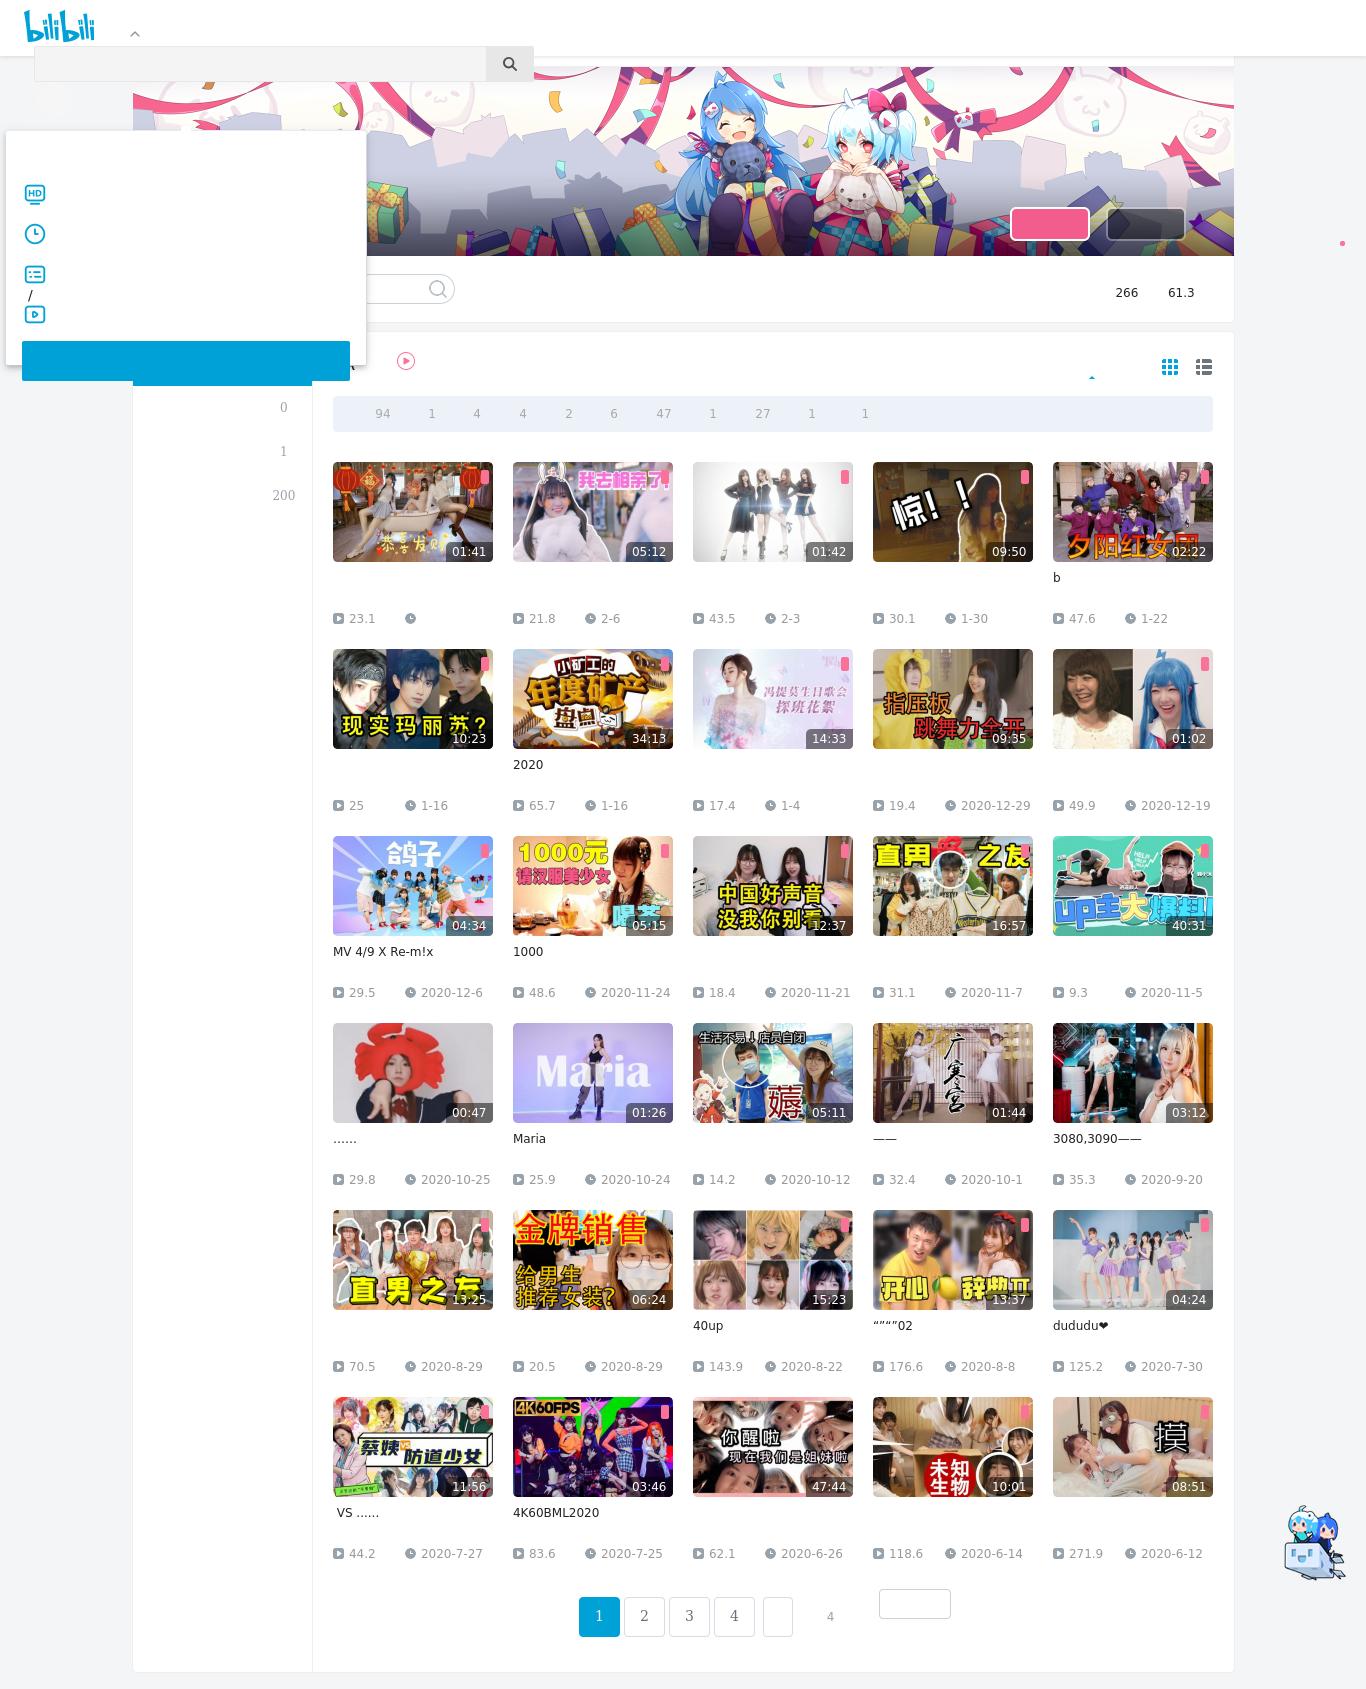 bilibili
HD
/
266 61.3
0
1
200
94 1 4 4 2 6 47 1 27 1 1
01:41
我去相亲了!
05:12
01:42
惊!!
09:50
夕阳红女团
02:22
b
23.1
21.8 2-6
43.5 2-3
30.1 1-30
47.6 1-22
现实玛丽苏?
10:23
小矿工的
年度矿产
盘点
34:13
冯提莫生日歌会
探班花絮
14:33
指压板
跳舞力全开
09:35
01:02
2020
25 1-16
65.7 1-16
17.4 1-4
19.4 2020-12-29
49.9 2020-12-19
鸽子
04:34
1000元
请汉服美少女
喝茶
05:15
中国好声音
没我你别看
12:37
直男 之友
16:57
up主大爆料
40:31
MV 4/9 X Re-m!x
1000
29.5 2020-12-6
48.6 2020-11-24
18.4 2020-11-21
31.1 2020-11-7
9.3 2020-11-5
00:47
Maria
01:26
生活不易↓店员自闭
薅
05:11
广寒宫
01:44
03:12
......
Maria
——
3080,3090——
29.8 2020-10-25
25.9 2020-10-24
14.2 2020-10-12
32.4 2020-10-1
35.3 2020-9-20
直男之友
13:25
金牌销售
给男生
推荐女装?
06:24
15:23
开心 辞典
13:37
04:24
40up
“”“”02
dududu❤
70.5 2020-8-29
20.5 2020-8-29
143.9 2020-8-22
176.6 2020-8-8
125.2 2020-7-30
蔡姨
防道少女
11:56
4K60FPS
03:46
你醒啦
现在我们是姐妹啦
47:44
未知
生物
10:01
摸
08:51
VS ......
4K60BML2020
44.2 2020-7-27
83.6 2020-7-25
62.1 2020-6-26
118.6 2020-6-14
271.9 2020-6-12
1 2 3 4 4